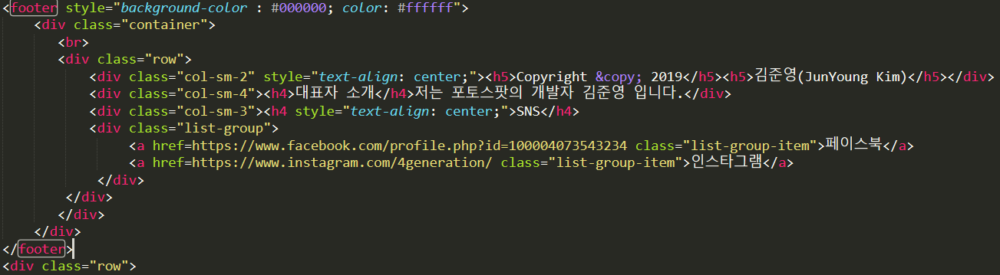 <footer style="background-color : #000000; color: #ffffff">
<div class="container">
<br>
<div class="row">
<div class="col-sm-2" style="text-align: center;"><h5>Copyright &copy; 2019</h5><h5>김준영(JunYoung Kim)</h5></div>
<div class="col-sm-4"><h4>대표자 소개</h4>저는 포토스팟의 개발자 김준영 입니다.</div>
<div class="col-sm-3"><h4 style="text-align: center;">SNS</h4>
<div class="list-group">
<a href=https://www.facebook.com/profile.php?id=100004073543234 class="list-group-item">페이스북</a>
<a href=https://www.instagram.com/4generation/ class="list-group-item">인스타그램</a>
</div>
</div>
</div>
</div>
</footer>
<div class="row">